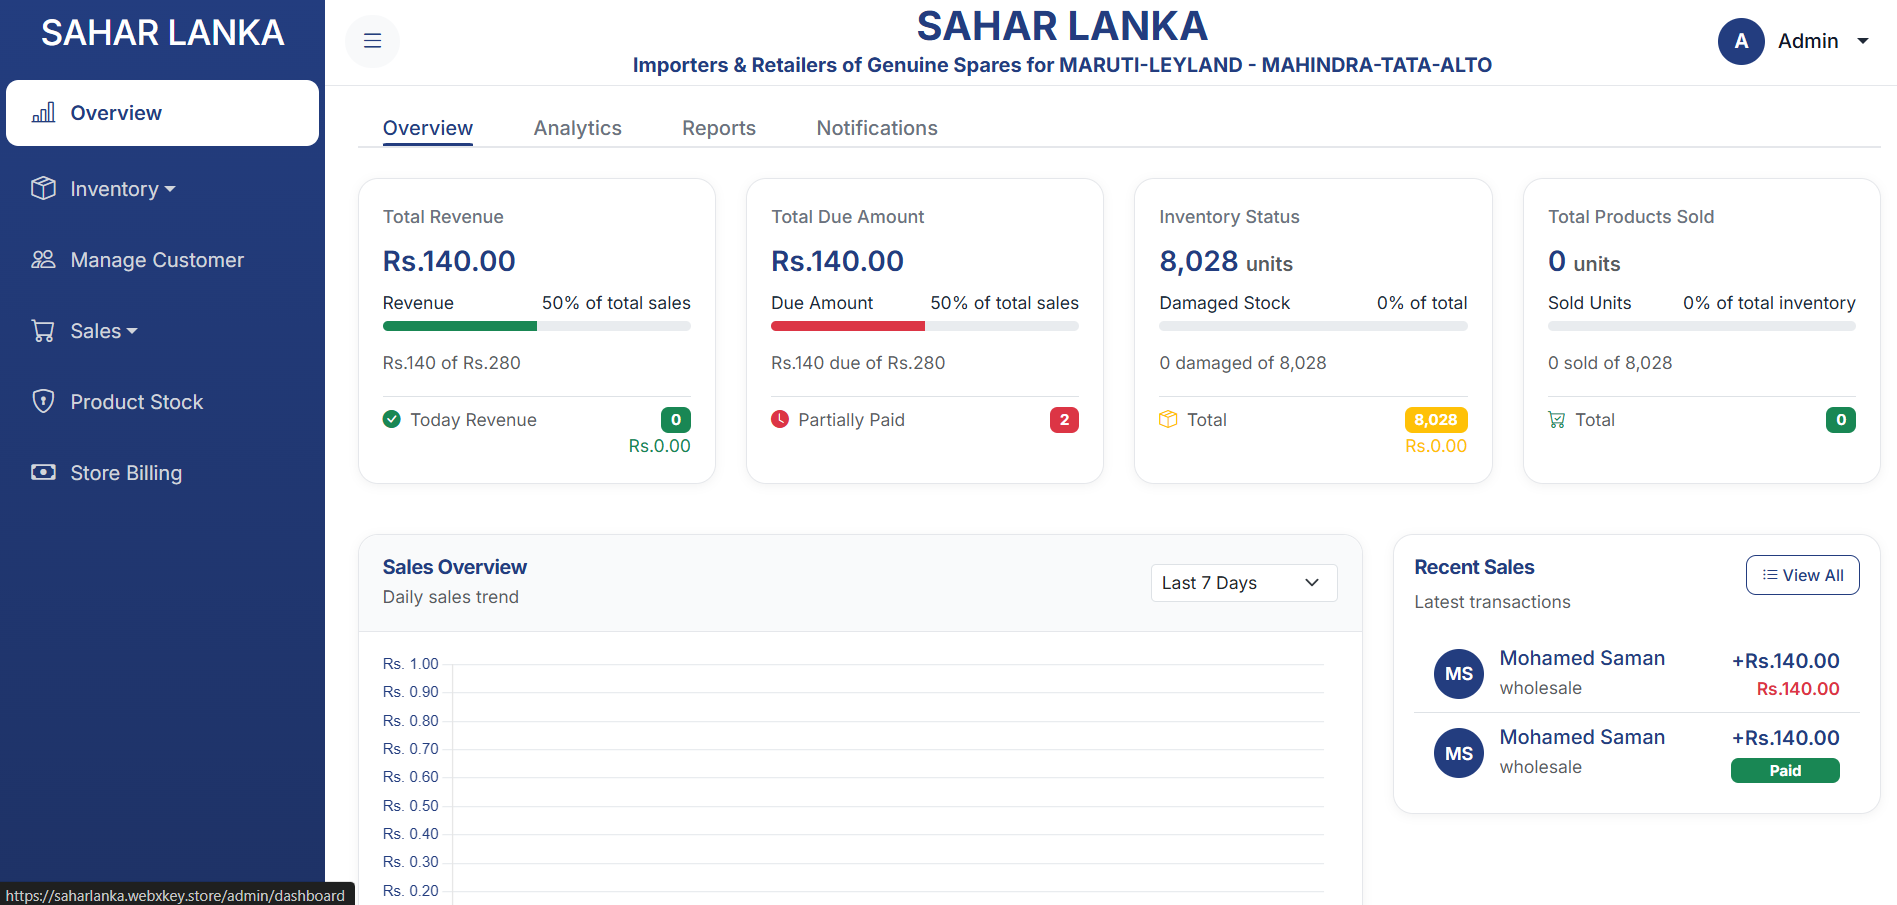 SAHAR LANKA
Overview
Inventory
Manage Customer
Sales
Product Stock
Store Billing
https://saharlanka.webxkey.store/admin/dashboard
SAHAR LANKA
Importers & Retailers of Genuine Spares for MARUTI-LEYLAND - MAHINDRA-TATA-ALTO
A Admin
Overview Analytics Reports Notifications
Total Revenue
Rs.140.00
Revenue 50% of total sales
Rs.140 of Rs.280
Today Revenue 0
Rs.0.00
Total Due Amount
Rs.140.00
Due Amount 50% of total sales
Rs.140 due of Rs.280
Partially Paid 2
Inventory Status
8,028 units
Damaged Stock 0% of total
0 damaged of 8,028
Total 8,028
Rs.0.00
Total Products Sold
0 units
Sold Units 0% of total inventory
0 sold of 8,028
Total 0
Sales Overview
Daily sales trend
Last 7 Days
Rs. 1.00
Rs. 0.90
Rs. 0.80
Rs. 0.70
Rs. 0.60
Rs. 0.50
Rs. 0.40
Rs. 0.30
Rs. 0.20
Recent Sales
View All
Latest transactions
MS Mohamed Saman +Rs.140.00
wholesale Rs.140.00
MS Mohamed Saman +Rs.140.00
wholesale Paid